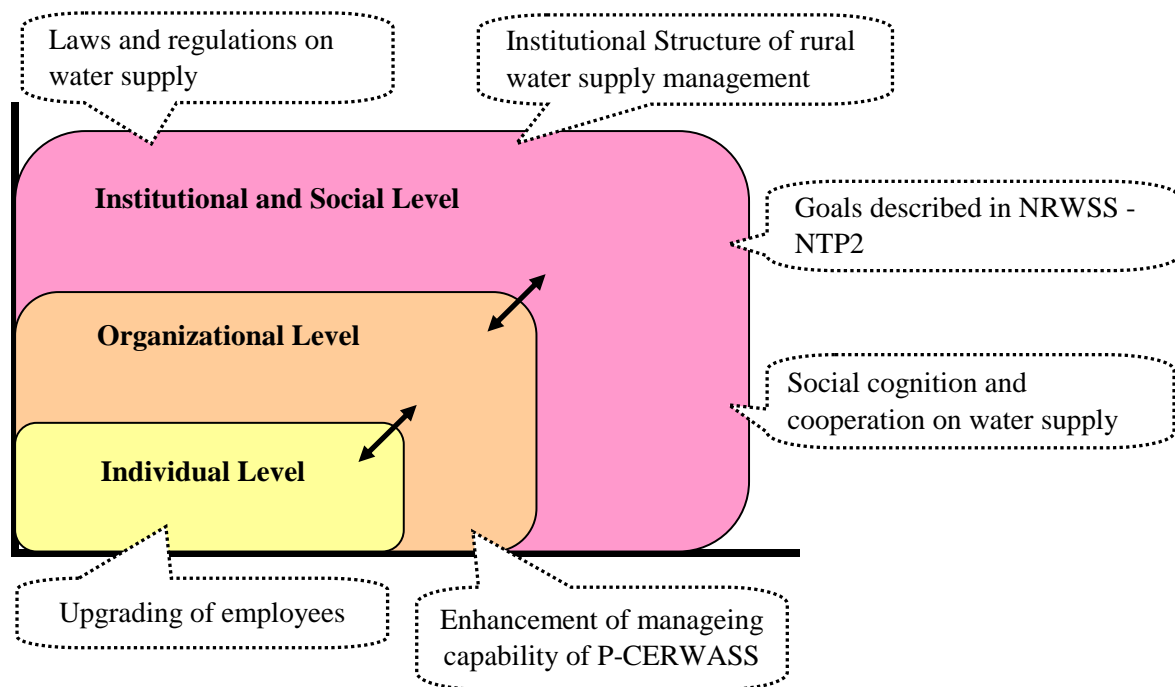 Laws and regulations on
water supply
Institutional Structure of rural
water supply management
Institutional and Social Level
Goals described in NRWSS -
NTP2
Organizational Level
Social cognition and
cooperation on water supply
Individual Level
Upgrading of employees
Enhancement of manageing
capability of P-CERWASS